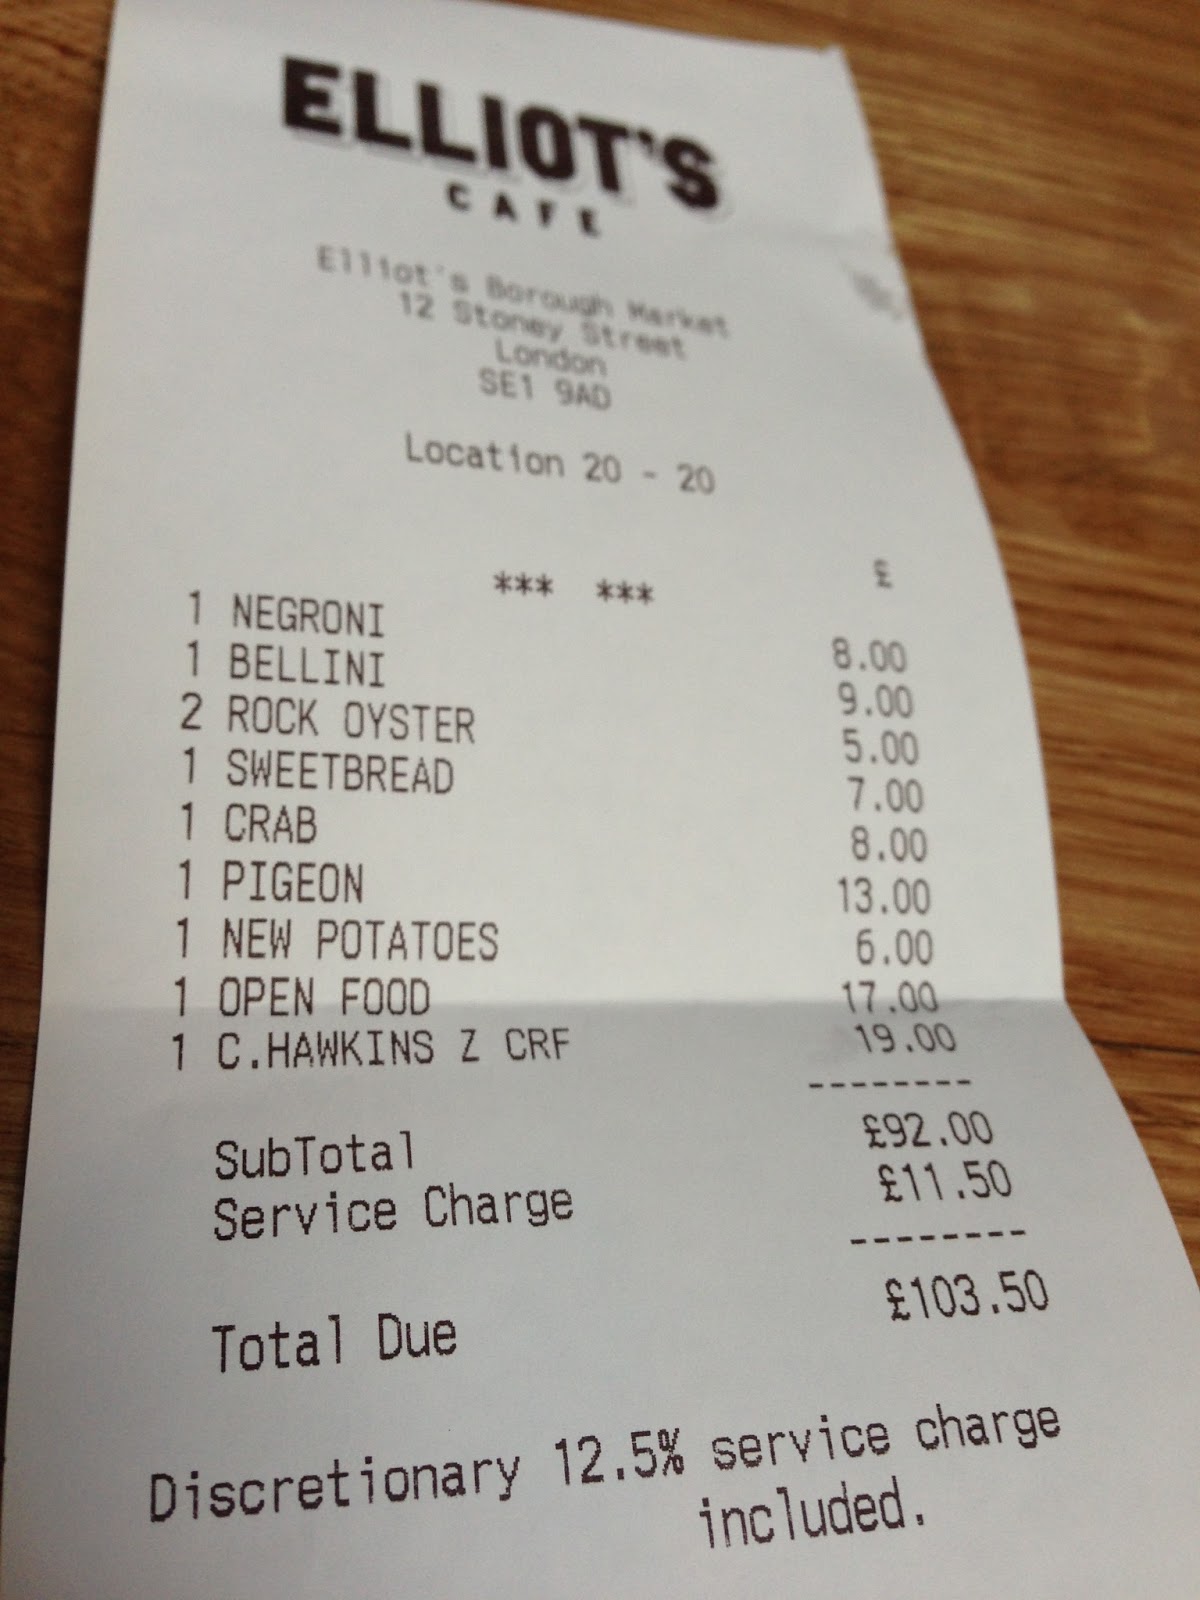 ELLIOT'S
CAFE
Elliot's Borough Market
12 Stoney Street
London
SE1 9AD
Location 20 - 20
*** *** £
1 NEGRONI 8.00
1 BELLINI 9.00
2 ROCK OYSTER 5.00
1 SWEETBREAD 7.00
1 CRAB 8.00
1 PIGEON 13.00
1 NEW POTATOES 6.00
1 OPEN FOOD 17.00
1 C.HAWKINS Z CRF 19.00
--------
SubTotal £92.00
Service Charge £11.50
--------
Total Due £103.50
Discretionary 12.5% service charge
included.